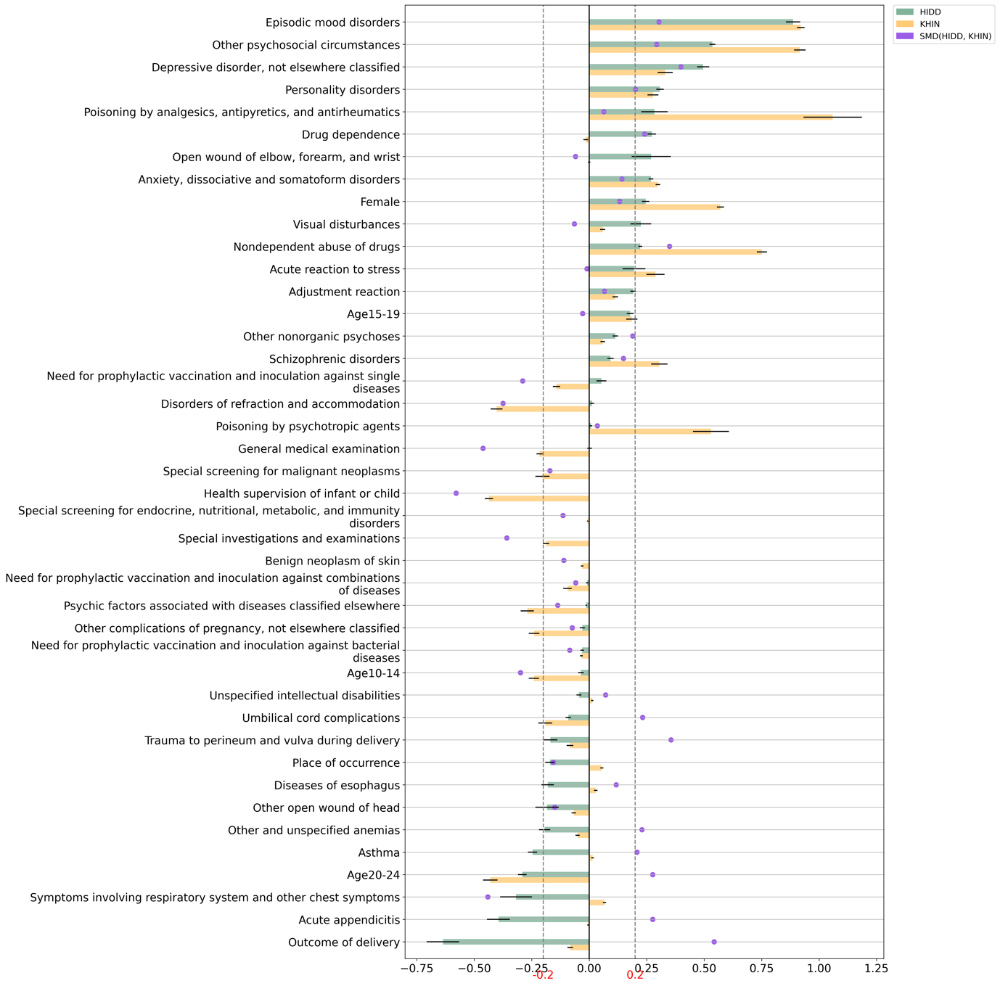 HIDD
KHIN
SMD(HIDD, KHIN)
Episodic mood disorders
Other psychosocial circumstances
Depressive disorder, not elsewhere classified
Personality disorders
Poisoning by analgesics, antipyretics, and antirheumatics
Drug dependence
Open wound of elbow, forearm, and wrist
Anxiety, dissociative and somatoform disorders
Female
Visual disturbances
Nondependent abuse of drugs
Acute reaction to stress
Adjustment reaction
Age15-19
Other nonorganic psychoses
Schizophrenic disorders
Need for prophylactic vaccination and inoculation against single
diseases
Disorders of refraction and accommodation
Poisoning by psychotropic agents
General medical examination
Special screening for malignant neoplasms
Health supervision of infant or child
Special screening for endocrine, nutritional, metabolic, and immunity
disorders
Special investigations and examinations
Benign neoplasm of skin
Need for prophylactic vaccination and inoculation against combinations
of diseases
Psychic factors associated with diseases classified elsewhere
Other complications of pregnancy, not elsewhere classified
Need for prophylactic vaccination and inoculation against bacterial
diseases
Age10-14
Unspecified intellectual disabilities
Umbilical cord complications
Trauma to perineum and vulva during delivery
Place of occurrence
Diseases of esophagus
Other open wound of head
Other and unspecified anemias
Asthma
Age20-24
Symptoms involving respiratory system and other chest symptoms
Acute appendicitis
Outcome of delivery
−0.75 −0.50 −0.25 0.00 0.25 0.50 0.75 1.00 1.25
-0.2 0.2